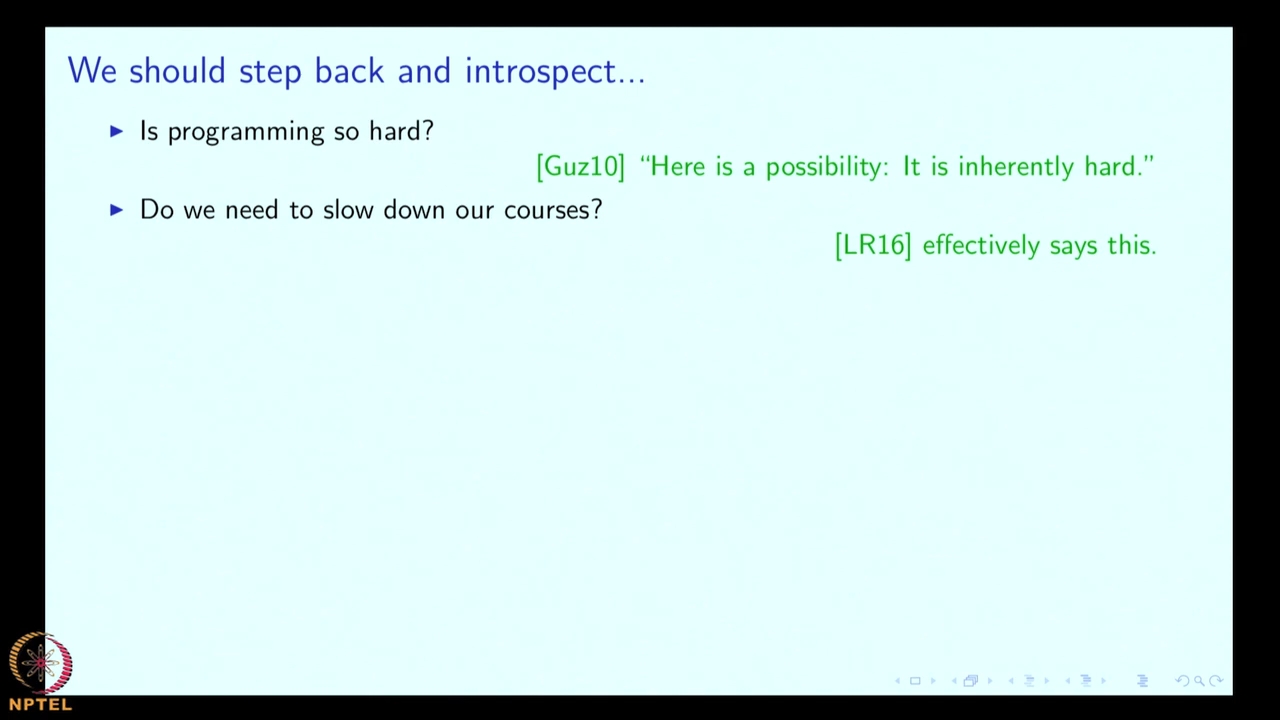 We should step back and introspect...
▶ Is programming so hard?
[Guz10] “Here is a possibility: It is inherently hard.”
▶ Do we need to slow down our courses?
[LR16] effectively says this.
NPTEL